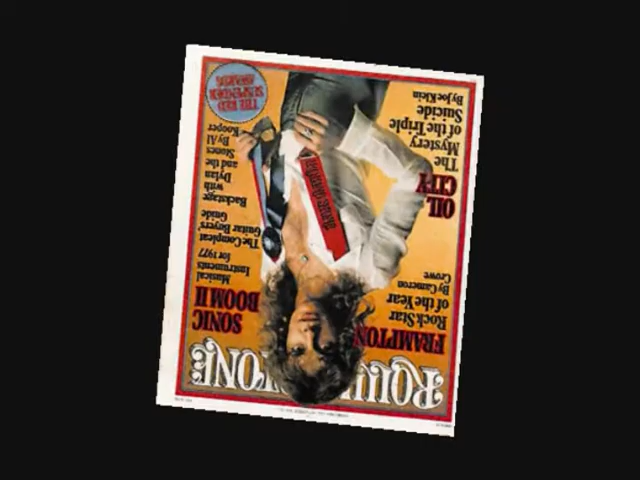 ROLLING STONE
FRAMPTON
Rock Star
of the Year
By Cameron
Crowe
OIL
CITY
The
Mystery
of the Triple
Suicide
By Joe Klein
SONIC
BOOM II
Musical
Instruments
for 1977
The Compleat
Guitar Buyers'
Guide
Backstage
with
Dylan
and the
Stones
By Al
Kooper
THE RED
SUSPENDER
AWARDS